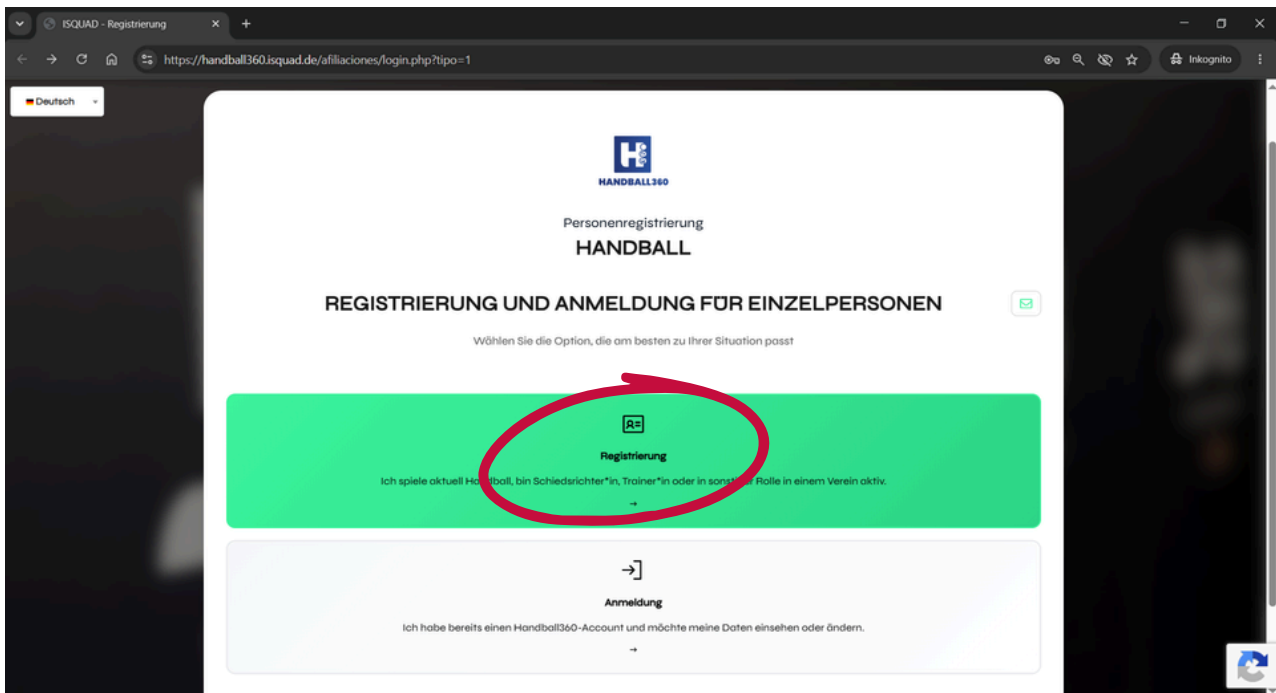 ISQUAD - Registrierung
https://handball360.isquad.de/afiliaciones/login.php?tipo=1
Inkognito
Deutsch
H360
HANDBALL360
Personenregistrierung
HANDBALL
REGISTRIERUNG UND ANMELDUNG FÜR EINZELPERSONEN
Wählen Sie die Option, die am besten zu Ihrer Situation passt
Registrierung
Ich spiele aktuell Handball, bin Schiedsrichter*in, Trainer*in oder in sonstiger Rolle in einem Verein aktiv.
→
Anmeldung
Ich habe bereits einen Handball360-Account und möchte meine Daten einsehen oder ändern.
→